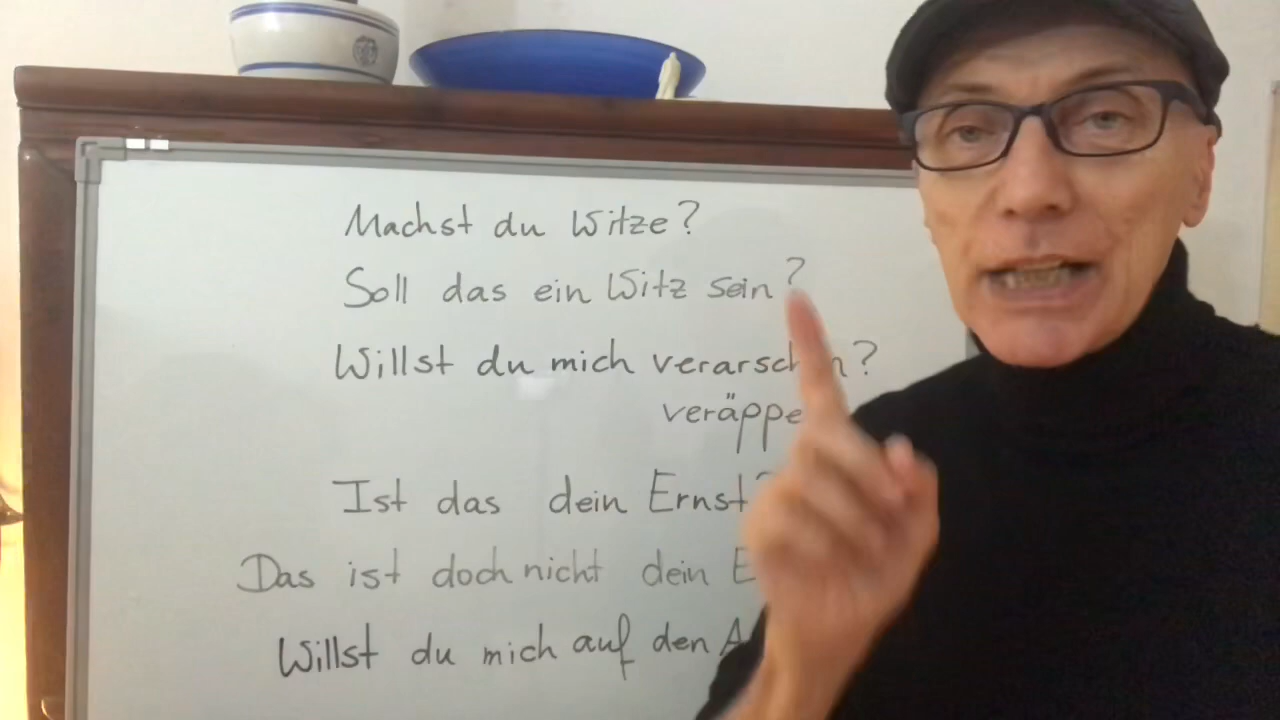 Machst du Witze?
Soll das ein Witz sein?
Willst du mich verarschen?
veräppe
Ist das dein Ernst?
Das ist doch nicht dein E
Willst du mich auf den A